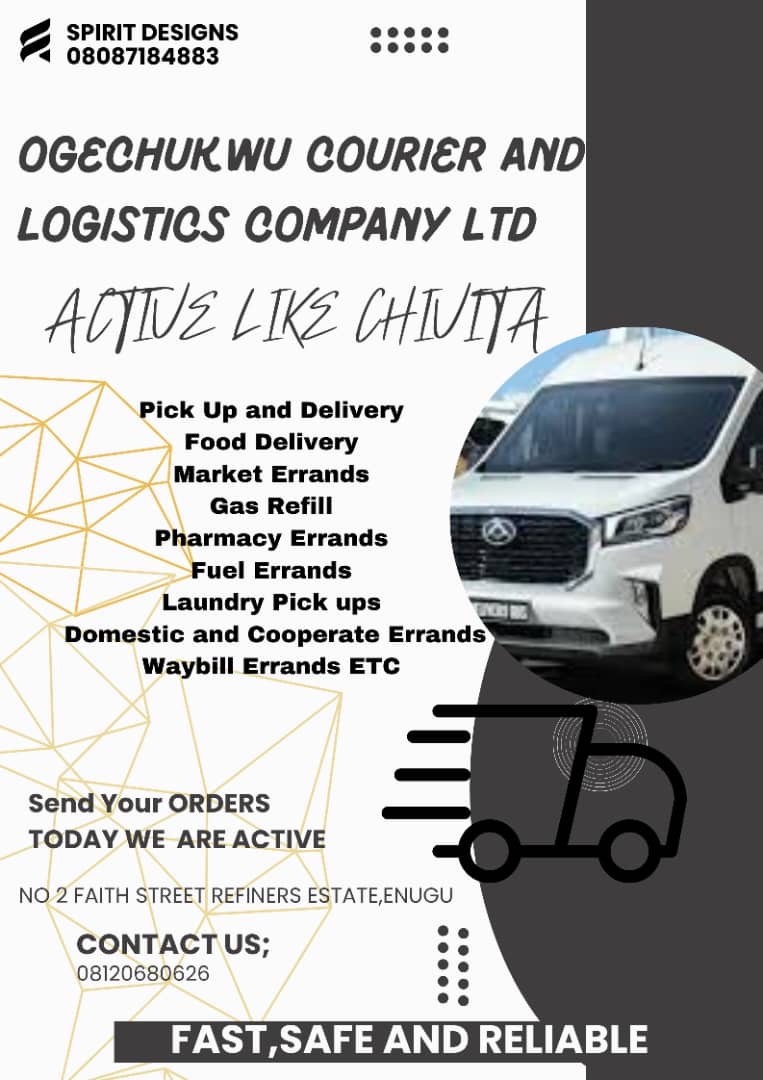 SPIRIT DESIGNS
08087184883
OGECHUKWU COURIER AND
LOGISTICS COMPANY LTD
ACTIVE LIKE CHIVITA
Pick Up and Delivery
Food Delivery
Market Errands
Gas Refill
Pharmacy Errands
Fuel Errands
Laundry Pick ups
Domestic and Cooperate Errands
Waybill Errands ETC
Send Your ORDERS
TODAY WE ARE ACTIVE
NO 2 FAITH STREET REFINERS ESTATE,ENUGU
CONTACT US;
08120680626
FAST,SAFE AND RELIABLE